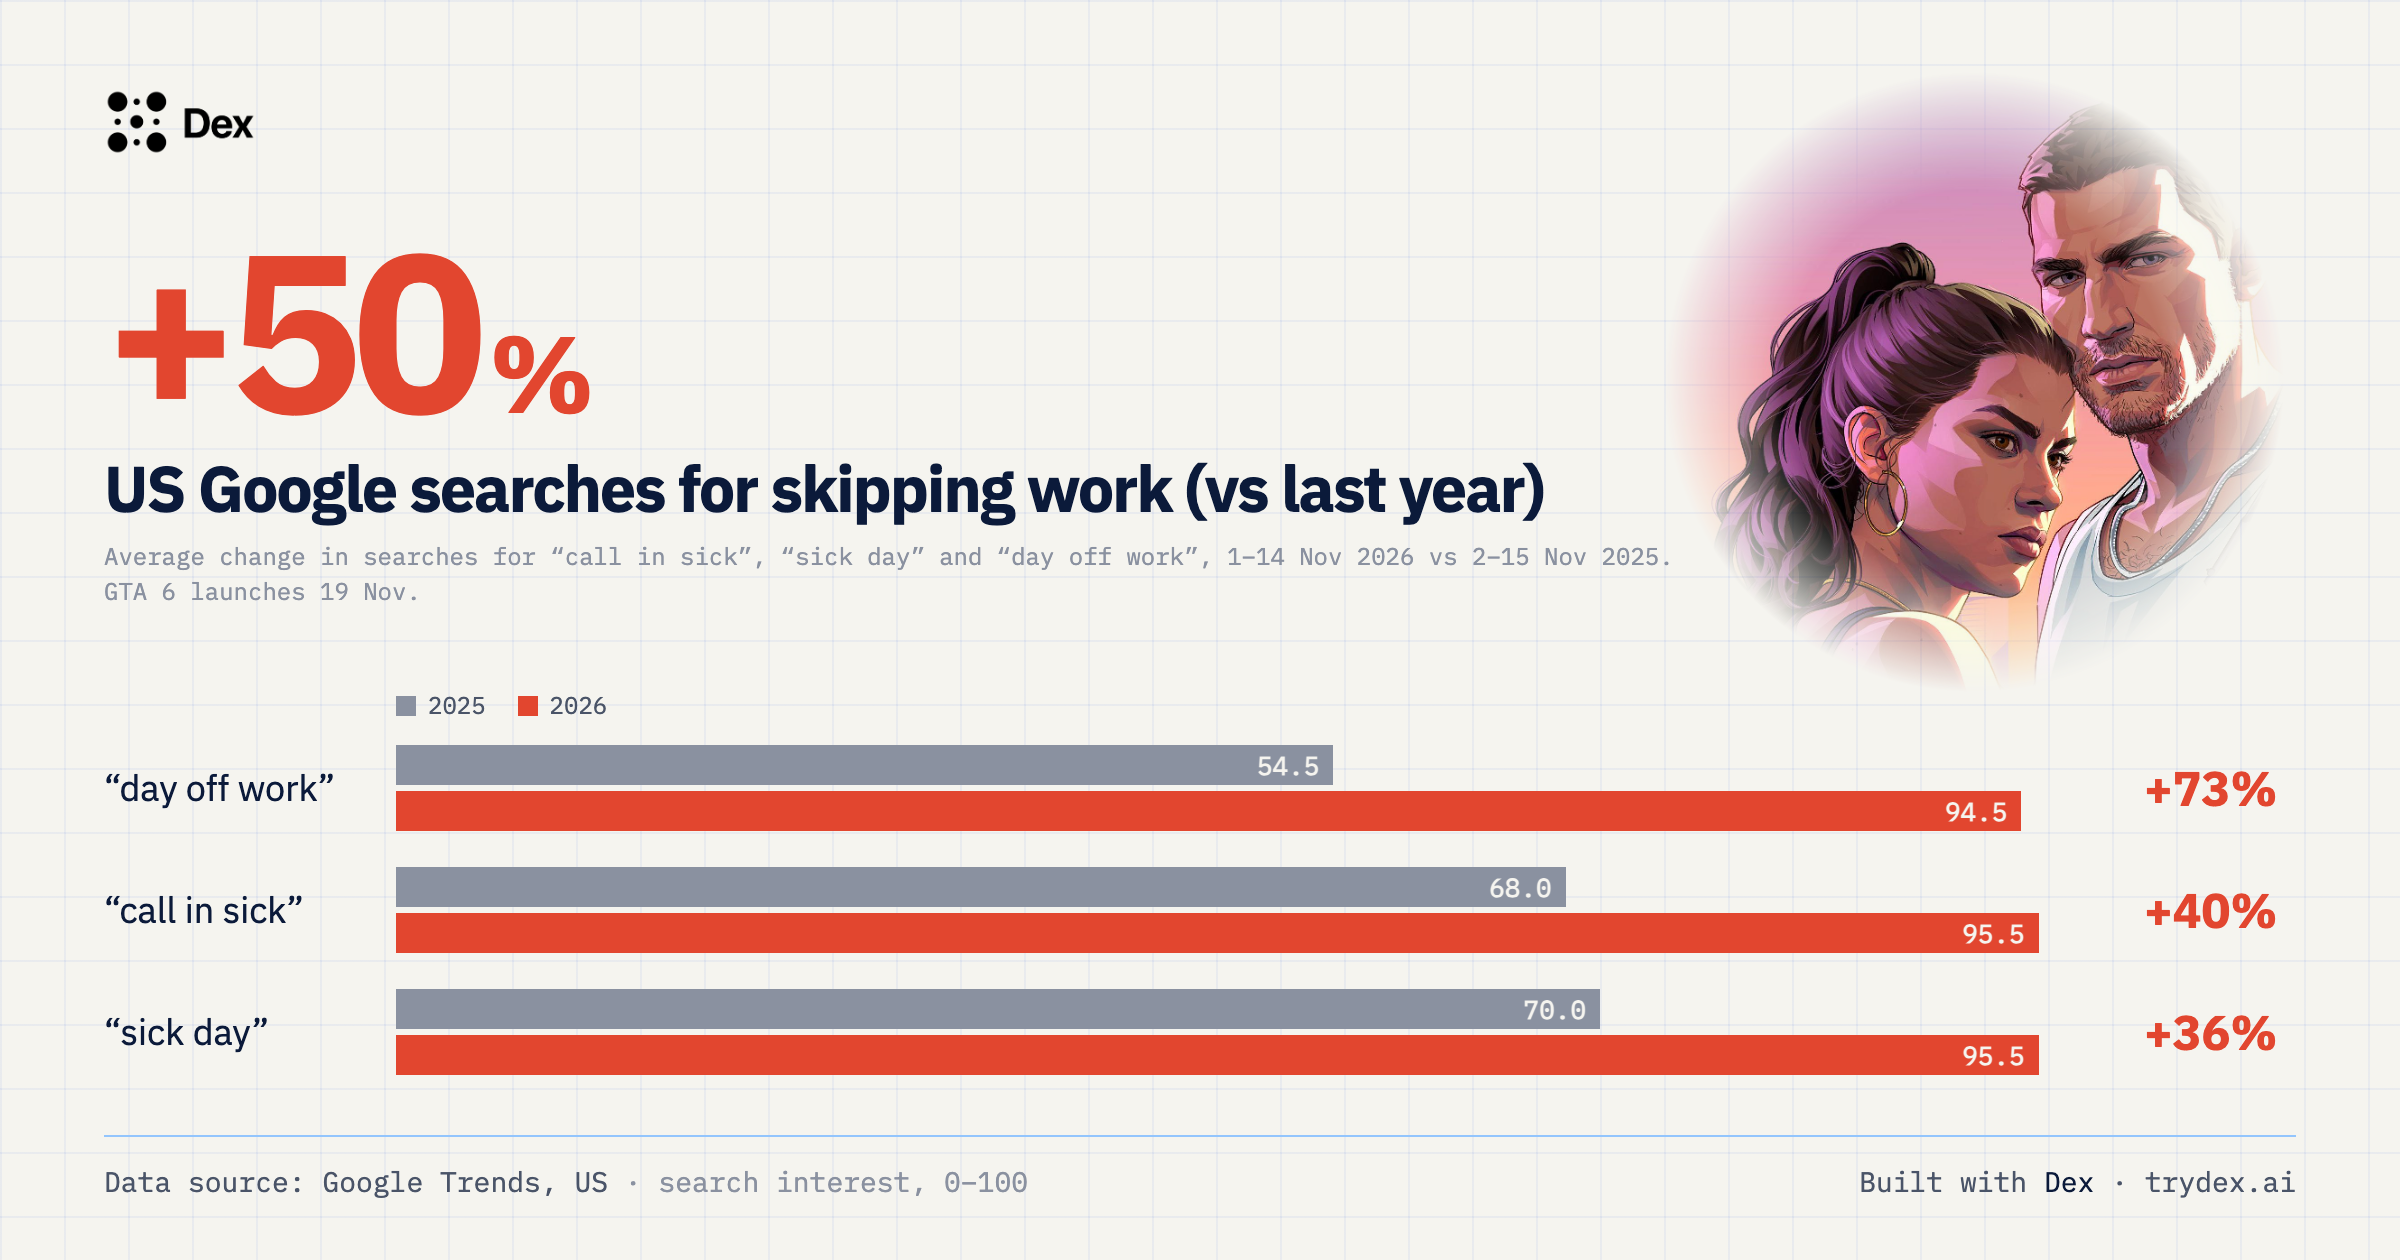 Dex
+50%
US Google searches for skipping work (vs last year)
Average change in searches for “call in sick”, “sick day” and “day off work”, 1–14 Nov 2026 vs 2–15 Nov 2025.
GTA 6 launches 19 Nov.
2025 2026
“day off work” 54.5 94.5 +73%
“call in sick” 68.0 95.5 +40%
“sick day” 70.0 95.5 +36%
Data source: Google Trends, US · search interest, 0–100
Built with Dex · trydex.ai